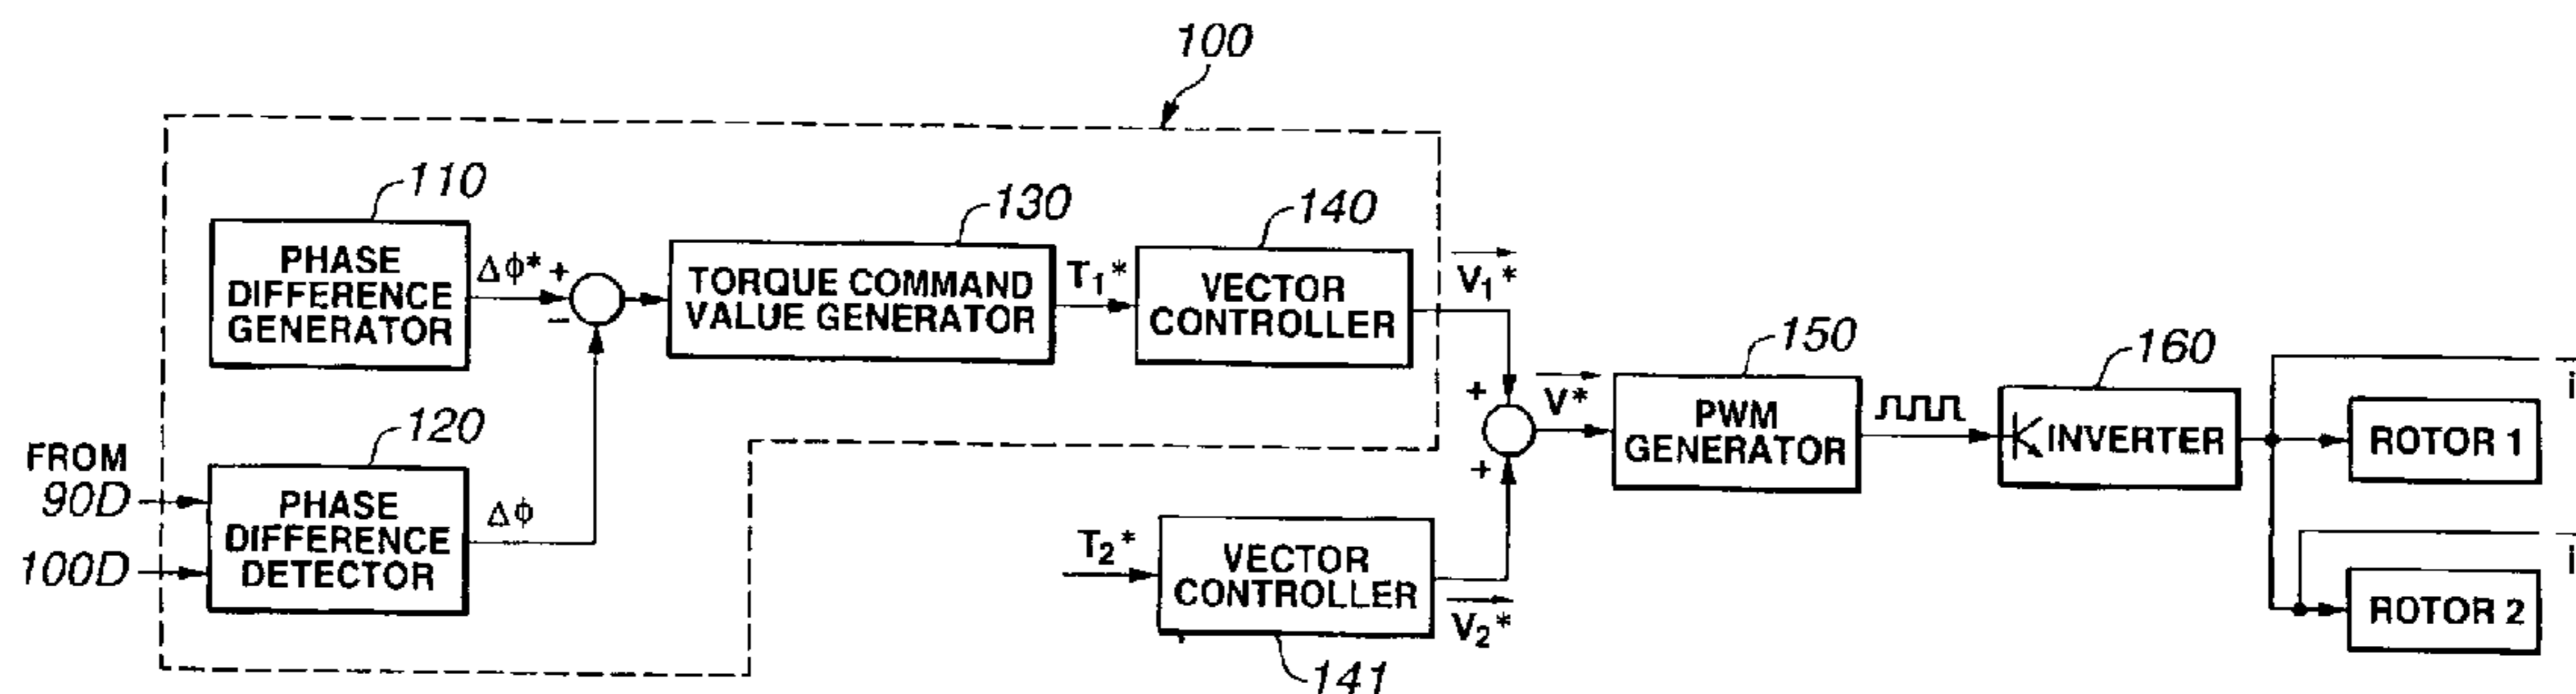 100
110
PHASE
DIFFERENCE
GENERATOR
Δϕ* +
−
130
TORQUE COMMAND
VALUE GENERATOR
T1*
140
VECTOR
CONTROLLER
V1*
FROM
90D
100D
120
PHASE
DIFFERENCE
DETECTOR
Δϕ
T2*
VECTOR
CONTROLLER
141
V2*
+
+
V*
150
PWM
GENERATOR
160
INVERTER
i
ROTOR 1
i
ROTOR 2